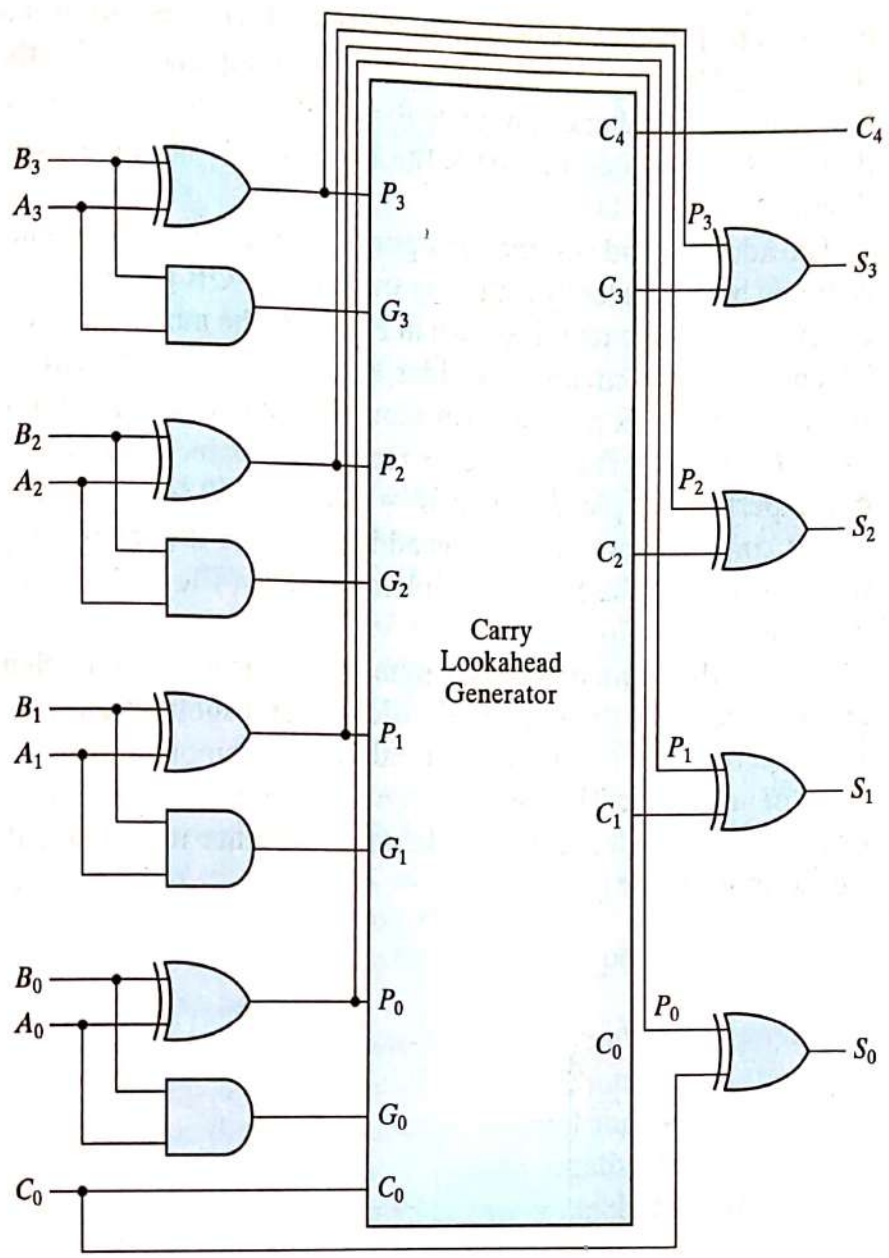 B₃
A₃
P₃
G₃
B₂
A₂
P₂
G₂
B₁
A₁
P₁
G₁
B₀
A₀
P₀
G₀
C₀
C₀
Carry
Lookahead
Generator
C₄
C₄
P₃
C₃
S₃
P₂
C₂
S₂
P₁
C₁
S₁
P₀
C₀
S₀